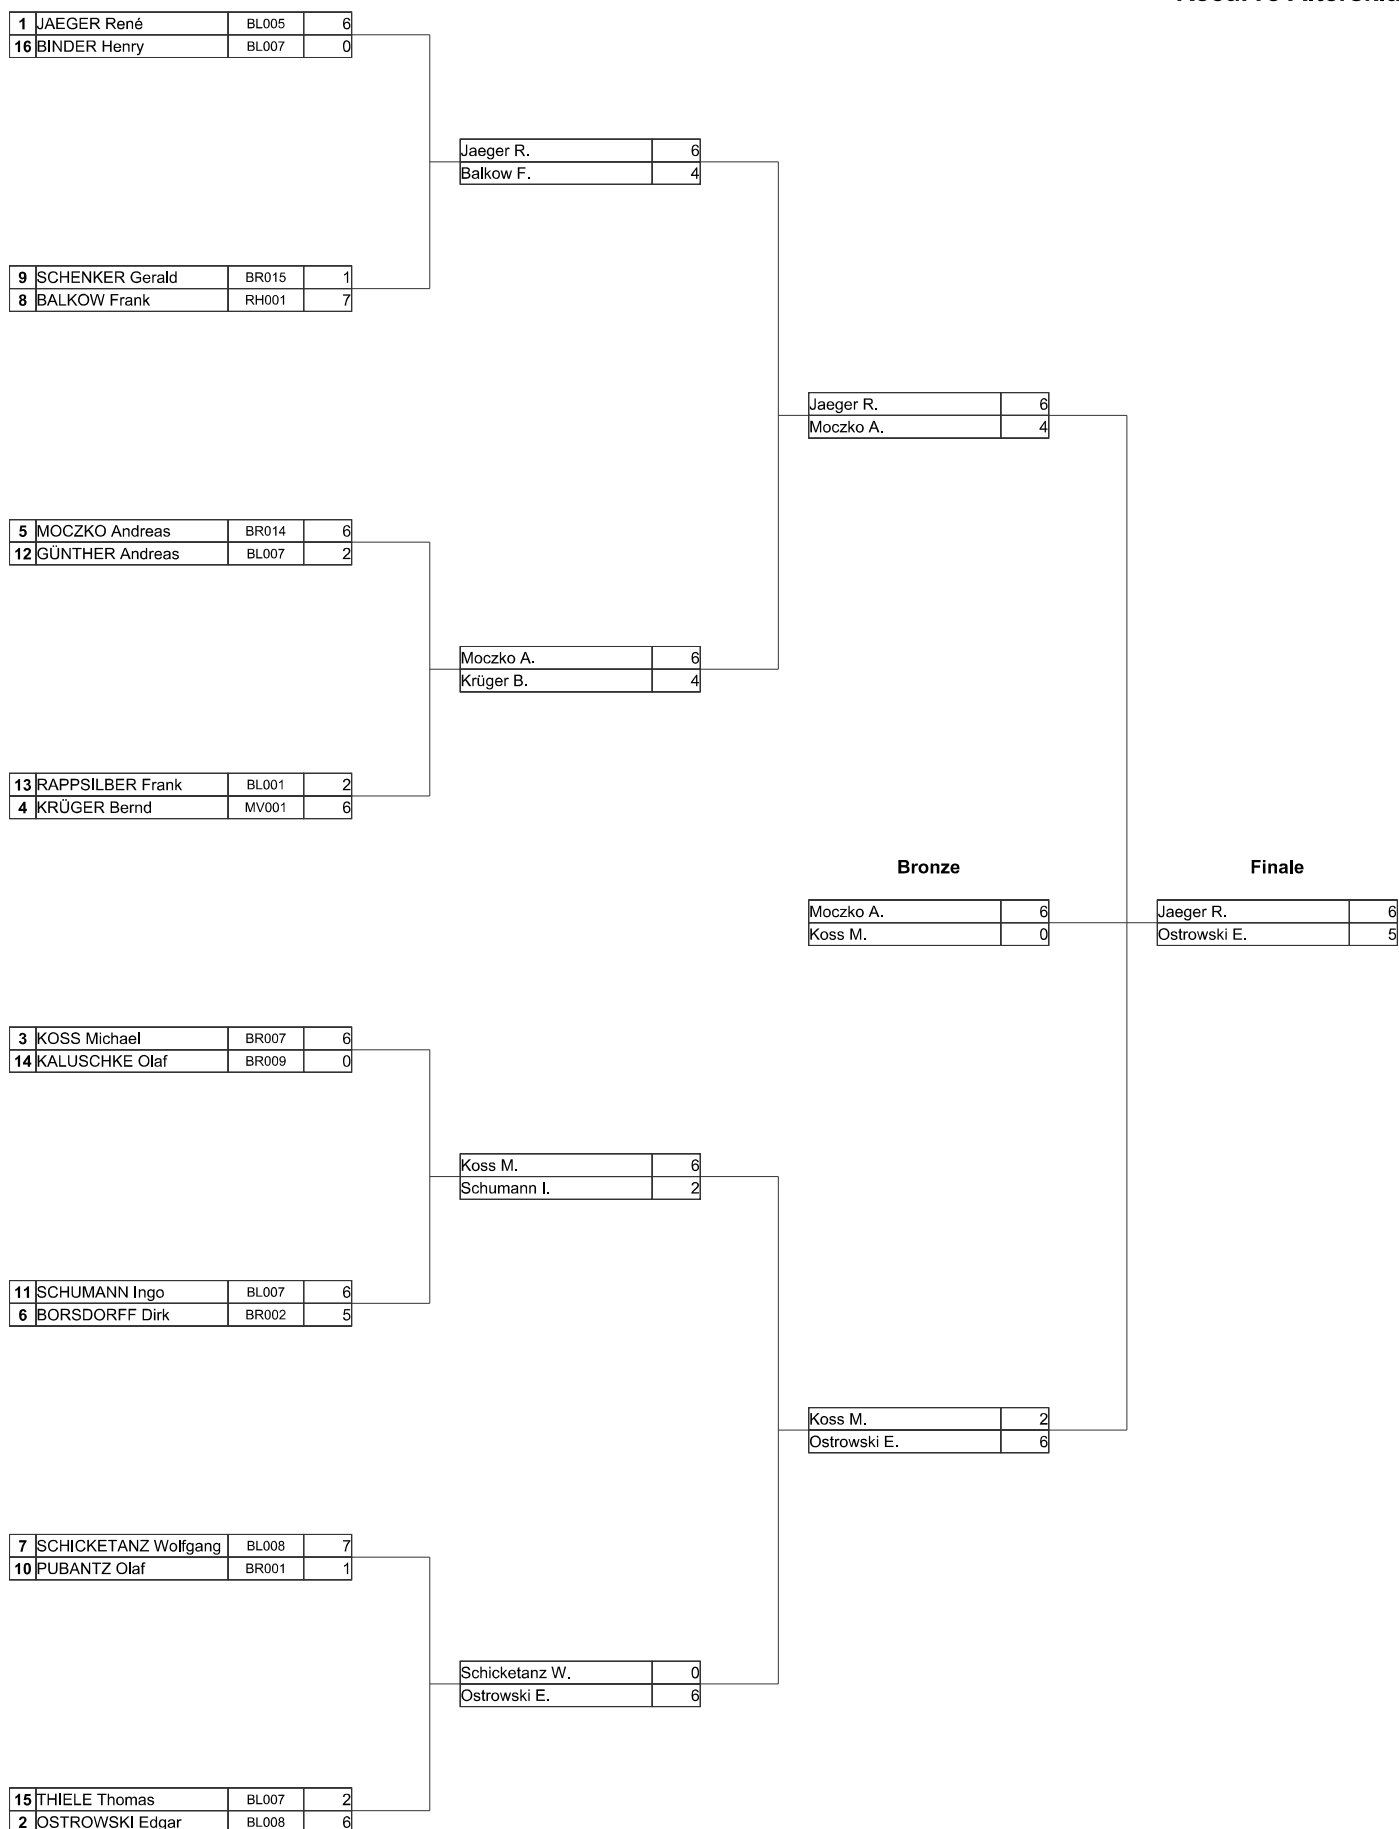 1 JAEGER René BL005 6
16 BINDER Henry BL007 0
Jaeger R. 6
Balkow F. 4
9 SCHENKER Gerald BR015 1
8 BALKOW Frank RH001 7
Jaeger R. 6
Moczko A. 4
5 MOCZKO Andreas BR014 6
12 GÜNTHER Andreas BL007 2
Moczko A. 6
Krüger B. 4
13 RAPPSILBER Frank BL001 2
4 KRÜGER Bernd MV001 6
Bronze Finale
Moczko A. 6 Jaeger R. 6
Koss M. 0 Ostrowski E. 5
3 KOSS Michael BR007 6
14 KALUSCHKE Olaf BR009 0
Koss M. 6
Schumann I. 2
11 SCHUMANN Ingo BL007 6
6 BORSDORFF Dirk BR002 5
Koss M. 2
Ostrowski E. 6
7 SCHICKETANZ Wolfgang BL008 7
10 PUBANTZ Olaf BR001 1
Schicketanz W. 0
Ostrowski E. 6
15 THIELE Thomas BL007 2
2 OSTROWSKI Edgar BL008 6